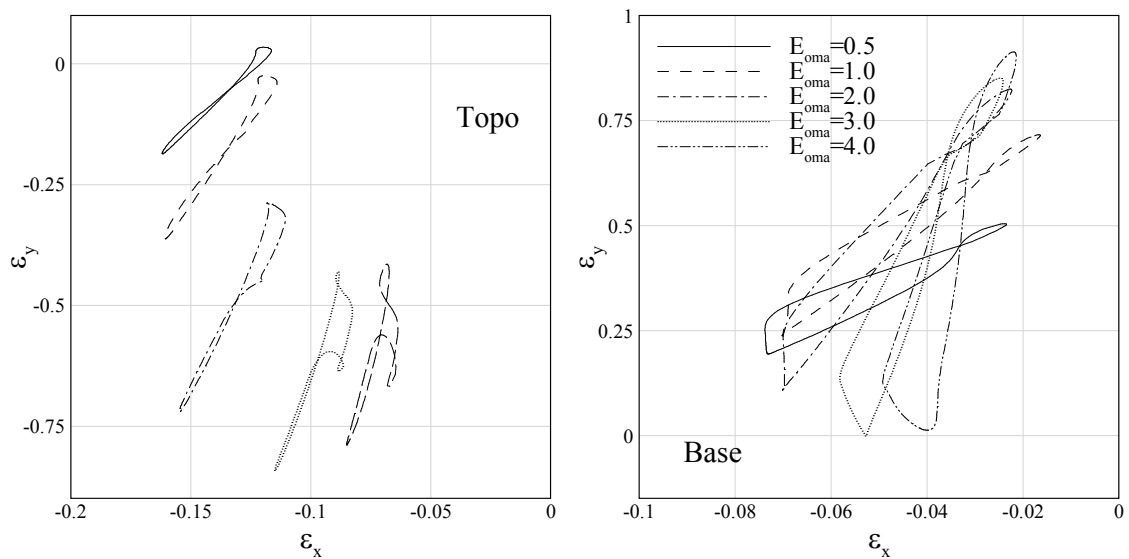 0
-0.25
-0.5
-0.75
εy
Topo
-0.2
-0.15
-0.1
-0.05
0
εx
1
0.75
0.5
0.25
0
εy
Eoma=0.5
Eoma=1.0
Eoma=2.0
Eoma=3.0
Eoma=4.0
Base
-0.1
-0.08
-0.06
-0.04
-0.02
0
εx